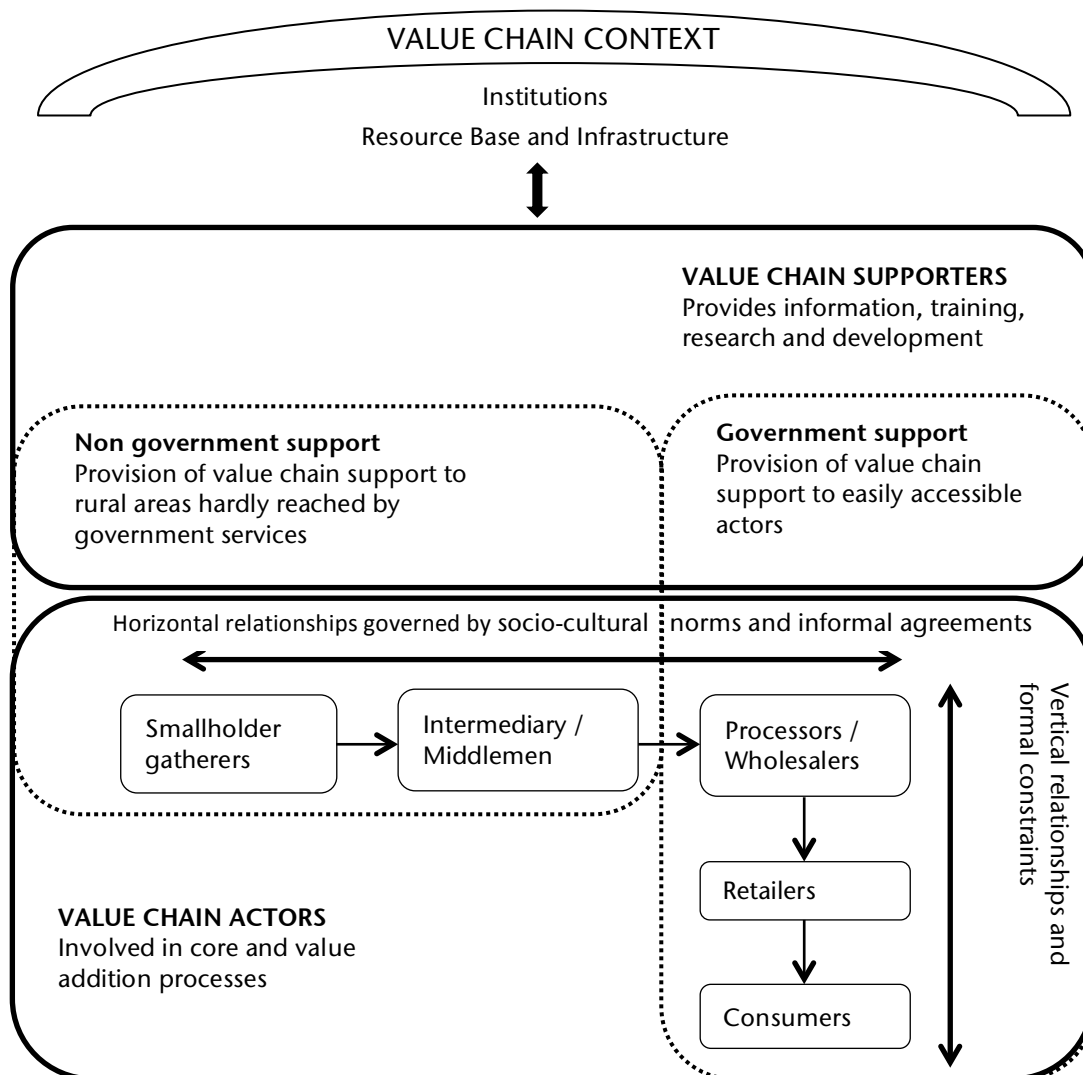 VALUE CHAIN CONTEXT
Institutions
Resource Base and Infrastructure
VALUE CHAIN SUPPORTERS
Provides information, training,
research and development
Non government support
Provision of value chain support to
rural areas hardly reached by
government services
Government support
Provision of value chain
support to easily accessible
actors
Horizontal relationships governed by socio-cultural norms and informal agreements
Smallholder
gatherers
Intermediary /
Middlemen
Processors /
Wholesalers
Vertical relationships and
formal constraints
Retailers
VALUE CHAIN ACTORS
Involved in core and value
addition processes
Consumers